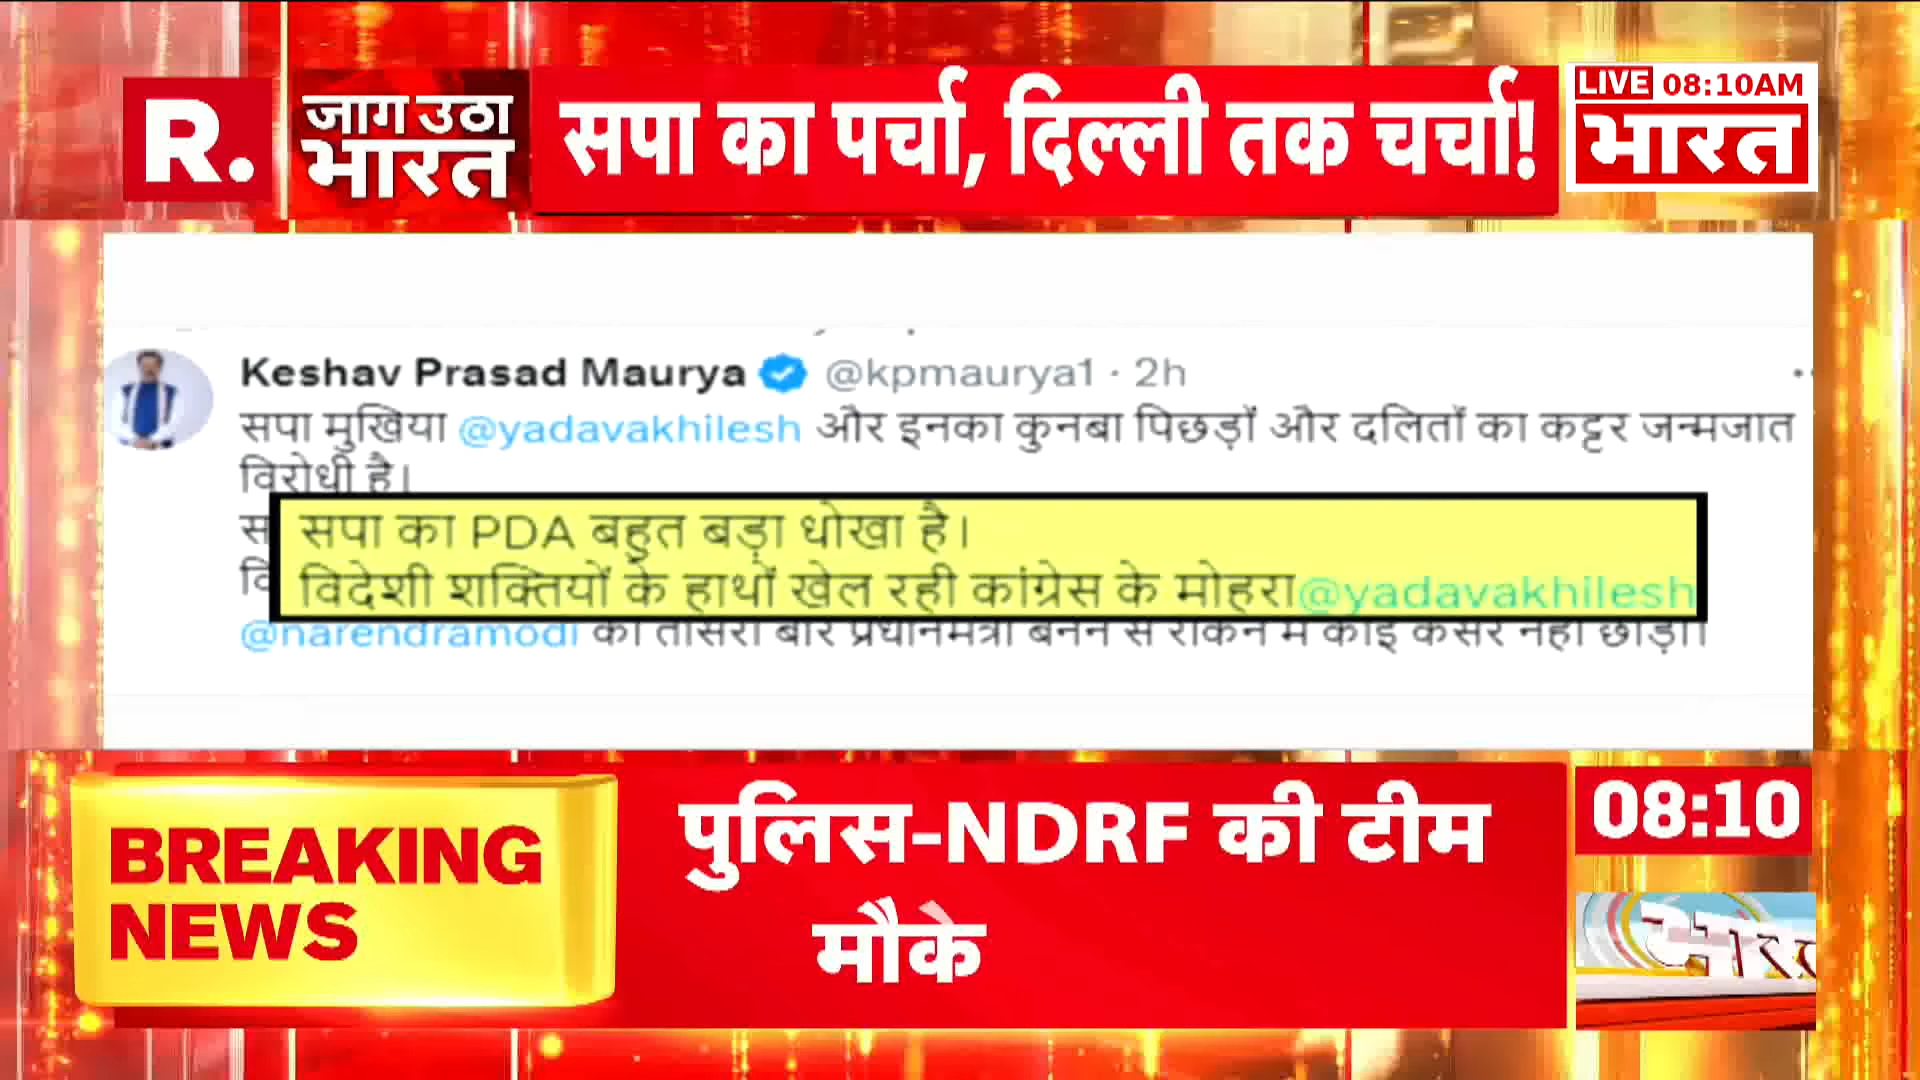 R.
जाग उठा
भारत
सपा का पर्चा, दिल्ली तक चर्चा!
LIVE 08:10AM
भारत
Keshav Prasad Maurya @kpmaurya1 · 2h
सपा मुखिया @yadavakhilesh और इनका कुनबा पिछड़ों और दलितों का कट्टर जन्मजात
विरोधी है।
स
वि
सपा का PDA बहुत बड़ा धोखा है।
विदेशी शक्तियों के हाथों खेल रही कांग्रेस के मोहरा@yadavakhilesh
@narendramodi को तीसरी बार प्रधानमंत्री बनने से रोकने में कोई कसर नहीं छोड़ी।
BREAKING
NEWS
पुलिस-NDRF की टीम
मौके
08:10
भारत